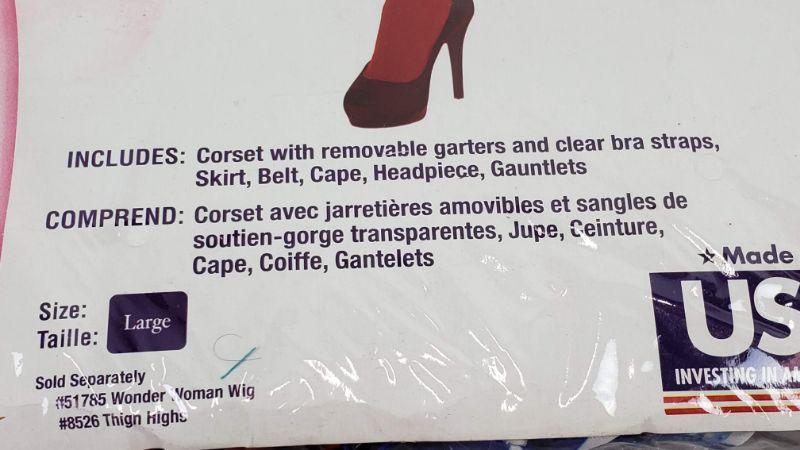 INCLUDES: Corset with removable garters and clear bra straps,
Skirt, Belt, Cape, Headpiece, Gauntlets
COMPREND: Corset avec jarretières amovibles et sangles de
soutien-gorge transparentes, Jupe, Ceinture,
Cape, Coiffe, Gantelets
Made
US
INVESTING IN AM
Size:
Taille:
Large
Sold Separately
#51785 Wonder Woman Wig
#8526 Thigh Highs